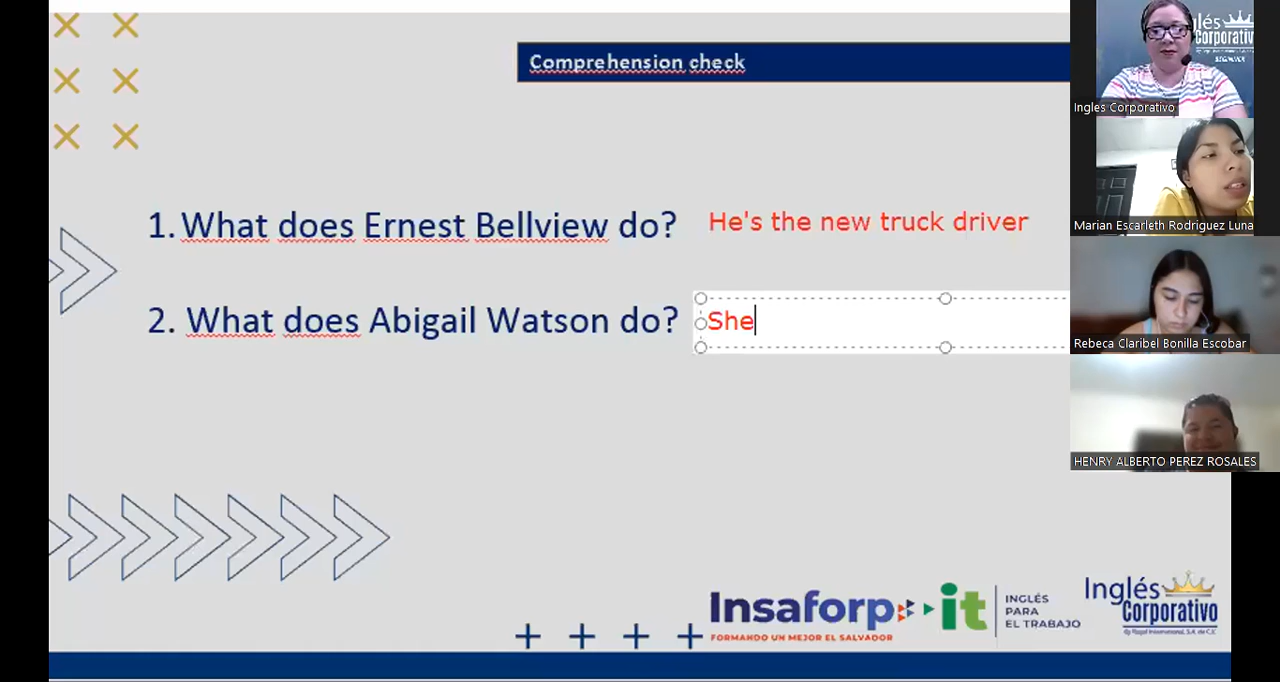 Comprehension check
1. What does Ernest Bellview do? He's the new truck driver
2. What does Abigail Watson do? She
Ingles Corporativo
Marian Escarleth Rodriguez Luna
Rebeca Claribel Bonilla Escobar
HENRY ALBERTO PEREZ ROSALES
Insaforp it
FORMANDO UN MEJOR EL SALVADOR
INGLÉS
PARA
EL TRABAJO
Inglés
Corporativo